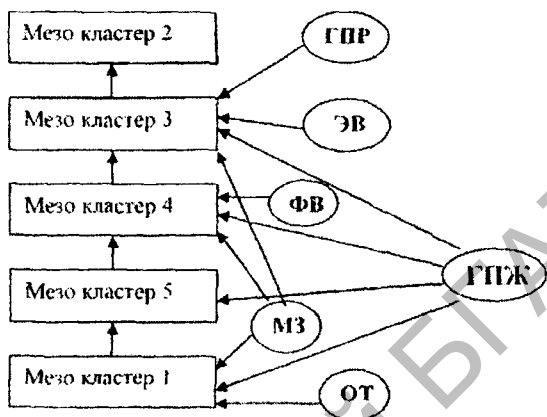 Мезо кластер 2
ГПР
Мезо кластер 3
ЭВ
Мезо кластер 4
ФВ
Мезо кластер 5
ГПЖ
МЗ
Мезо кластер 1
ОТ
БГАТ